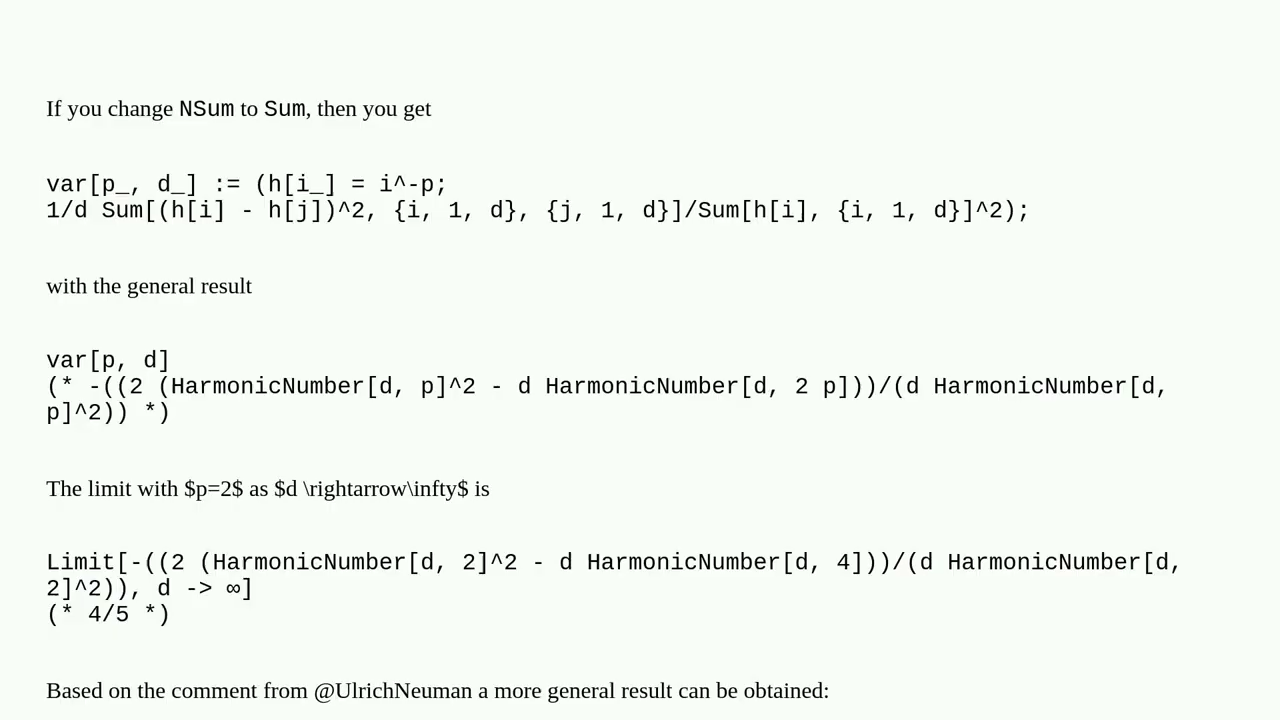 If you change NSum to Sum, then you get
var[p_, d_] := (h[i_] = i^-p;
1/d Sum[(h[i] - h[j])^2, {i, 1, d}, {j, 1, d}]/Sum[h[i], {i, 1, d}]^2);
with the general result
var[p, d]
(* -((2 (HarmonicNumber[d, p]^2 - d HarmonicNumber[d, 2 p]))/(d HarmonicNumber[d,
p]^2)) *)
The limit with $p=2$ as $d \rightarrow\infty$ is
Limit[-((2 (HarmonicNumber[d, 2]^2 - d HarmonicNumber[d, 4]))/(d HarmonicNumber[d,
2]^2)), d -> ∞]
(* 4/5 *)
Based on the comment from @UlrichNeuman a more general result can be obtained: